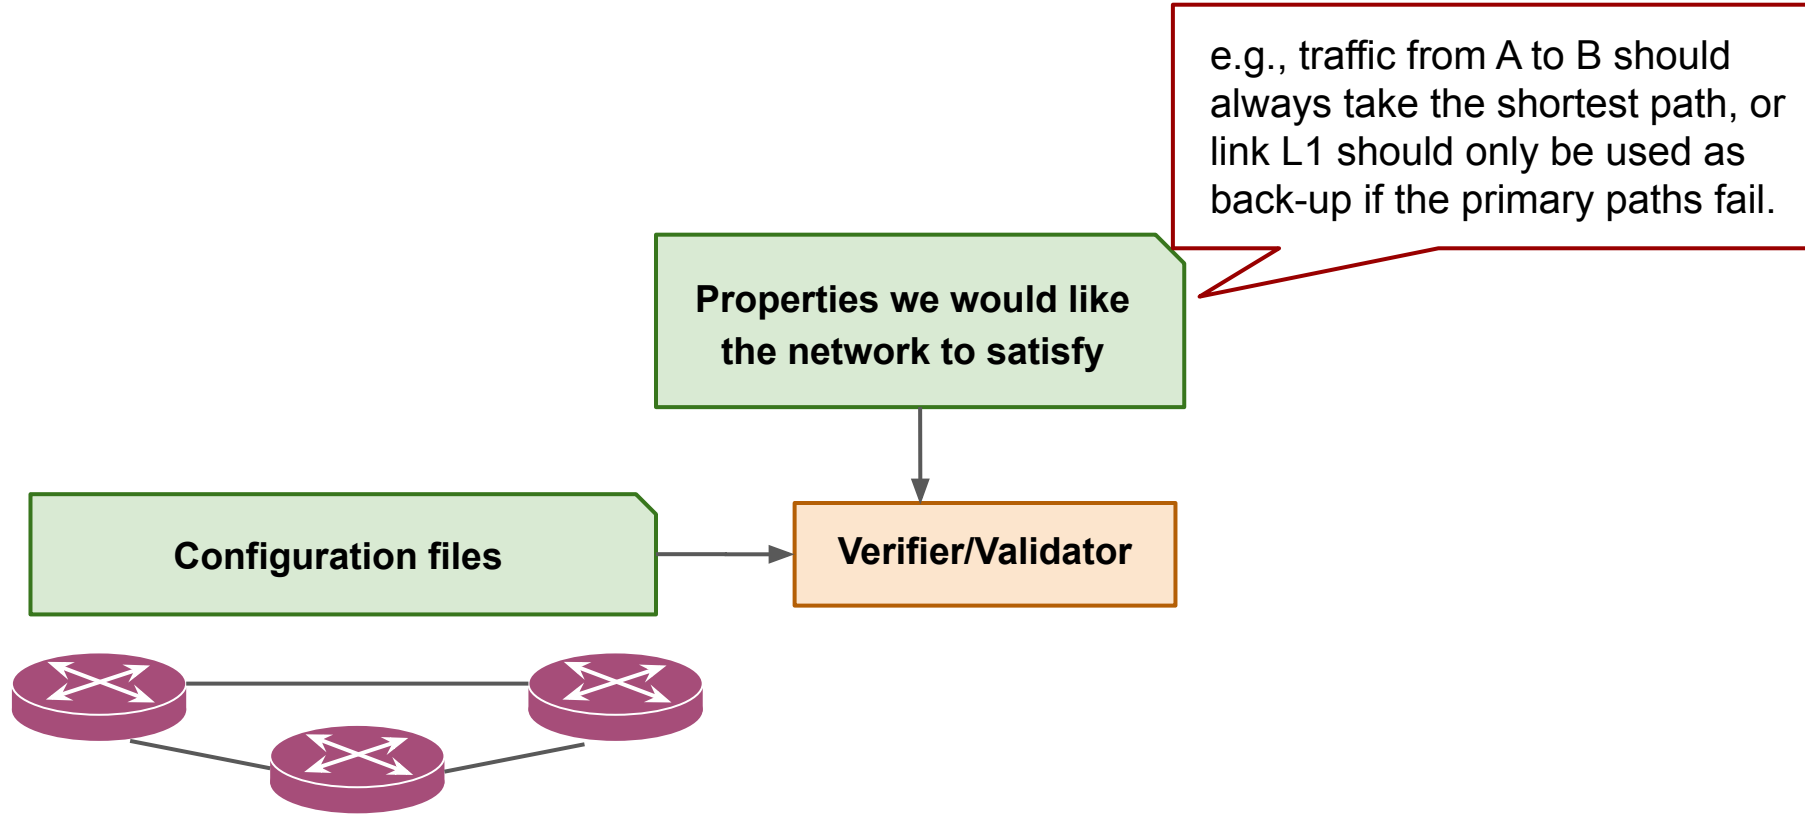 e.g., traffic from A to B should
always take the shortest path, or
link L1 should only be used as
back-up if the primary paths fail.
Properties we would like
the network to satisfy
Configuration files
Verifier/Validator